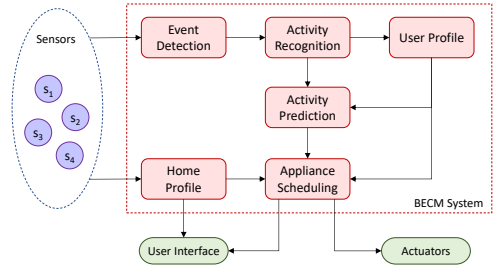 Sensors
s1
s2
s3
s4
Event
Detection
Activity
Recognition
User Profile
Activity
Prediction
Home
Profile
Appliance
Scheduling
BECM System
User Interface
Actuators